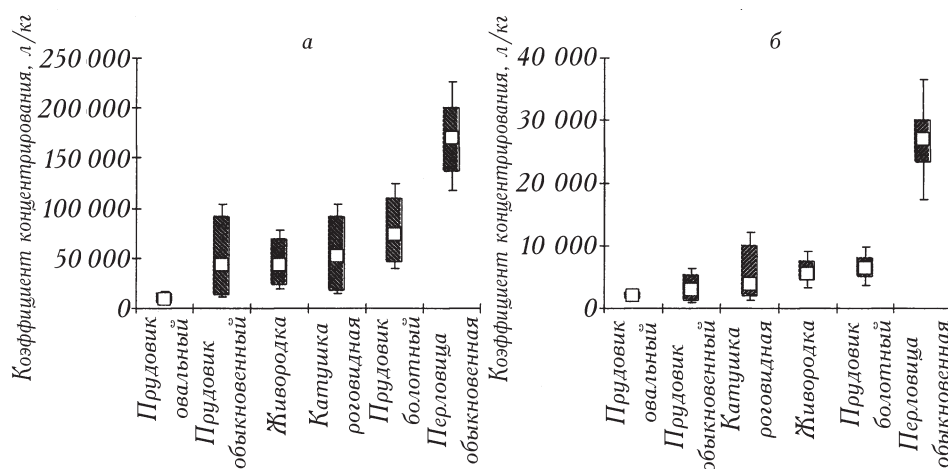 а
Коэффициент концентрирования, л/кг
250 000
200 000
150 000
100 000
50 000
0
Прудовик
овальный
Прудовик
обыкновенный
Живородка
Катушка
роговидная
Прудовик
болотный
Перловица
обыкновенная
б
Коэффициент концентрирования, л/кг
40 000
30 000
20 000
10 000
0
Прудовик
овальный
Прудовик
обыкновенный
Катушка
роговидная
Живородка
Прудовик
болотный
Перловица
обыкновенная